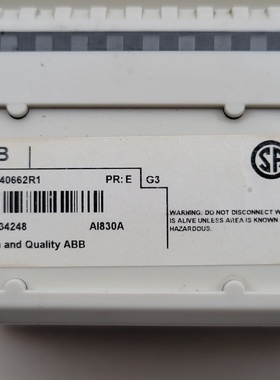 B
40662R1 PR: E G3
34248 AI830A
and Quality ABB
WARNING: DO NOT DISCONNECT W
IS ALIVE UNLESS AREA IS KNOWN
HAZARDOUS.